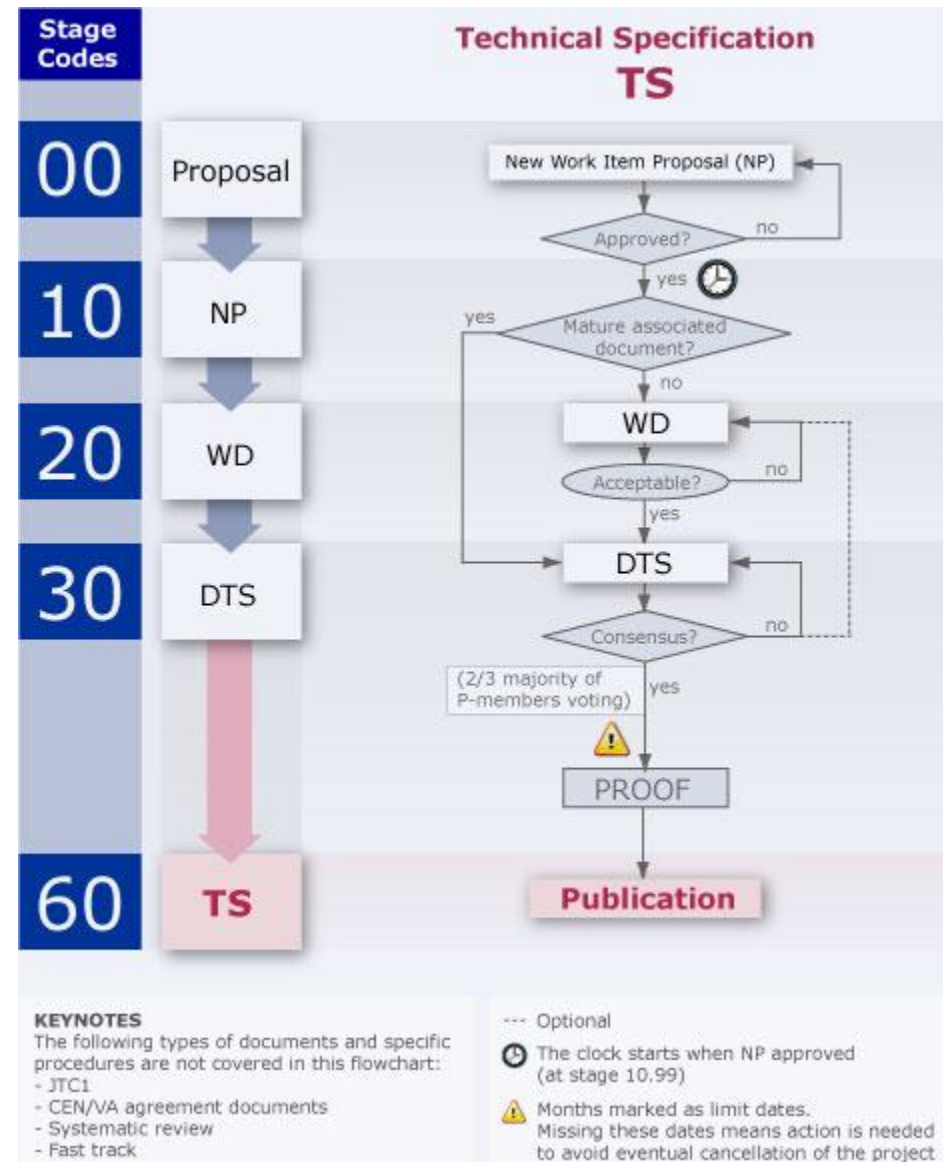 Stage
Codes
Technical Specification
TS
00
Proposal
New Work Item Proposal (NP)
Approved?
no
yes
10
NP
yes
Mature associated
document?
no
20
WD
WD
Acceptable?
no
yes
30
DTS
DTS
Consensus?
no
(2/3 majority of
P-members voting)
yes
PROOF
60
TS
Publication
KEYNOTES
The following types of documents and specific
procedures are not covered in this flowchart:
- JTC1
- CEN/VA agreement documents
- Systematic review
- Fast track
--- Optional
The clock starts when NP approved
(at stage 10.99)
Months marked as limit dates.
Missing these dates means action is needed
to avoid eventual cancellation of the project